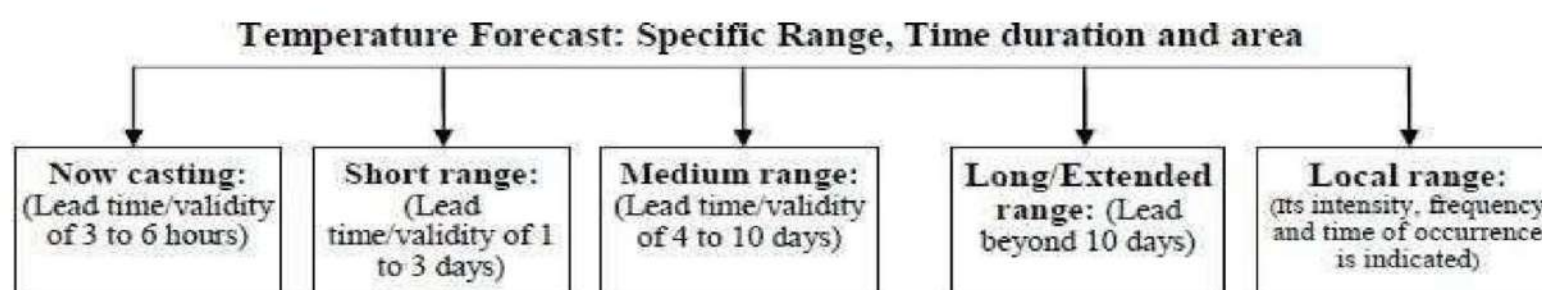 Temperature Forecast: Specific Range, Time duration and area
Now casting:
(Lead time/validity
of 3 to 6 hours)
Short range:
(Lead
time/validity of 1
to 3 days)
Medium range:
(Lead time/validity
of 4 to 10 days)
Long/Extended
range: (Lead
beyond 10 days)
Local range:
(Its intensity, frequency
and time of occurrence
is indicated)